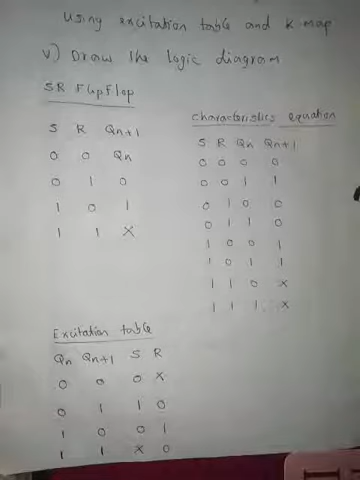 using excitation table and K map
v) Draw the logic diagram
SR FlipFlop
S R Qn+1
0 0 Qn
0 1 0
1 0 1
1 1 X
characteristics equation
S R Qn Qn+1
0 0 0 0
0 0 1 1
0 1 0 0
0 1 1 0
1 0 0 1
1 0 1 1
1 1 0 X
1 1 1 X
Excitation table
Qn Qn+1 S R
0 0 0 X
0 1 1 0
1 0 0 1
1 1 X 0